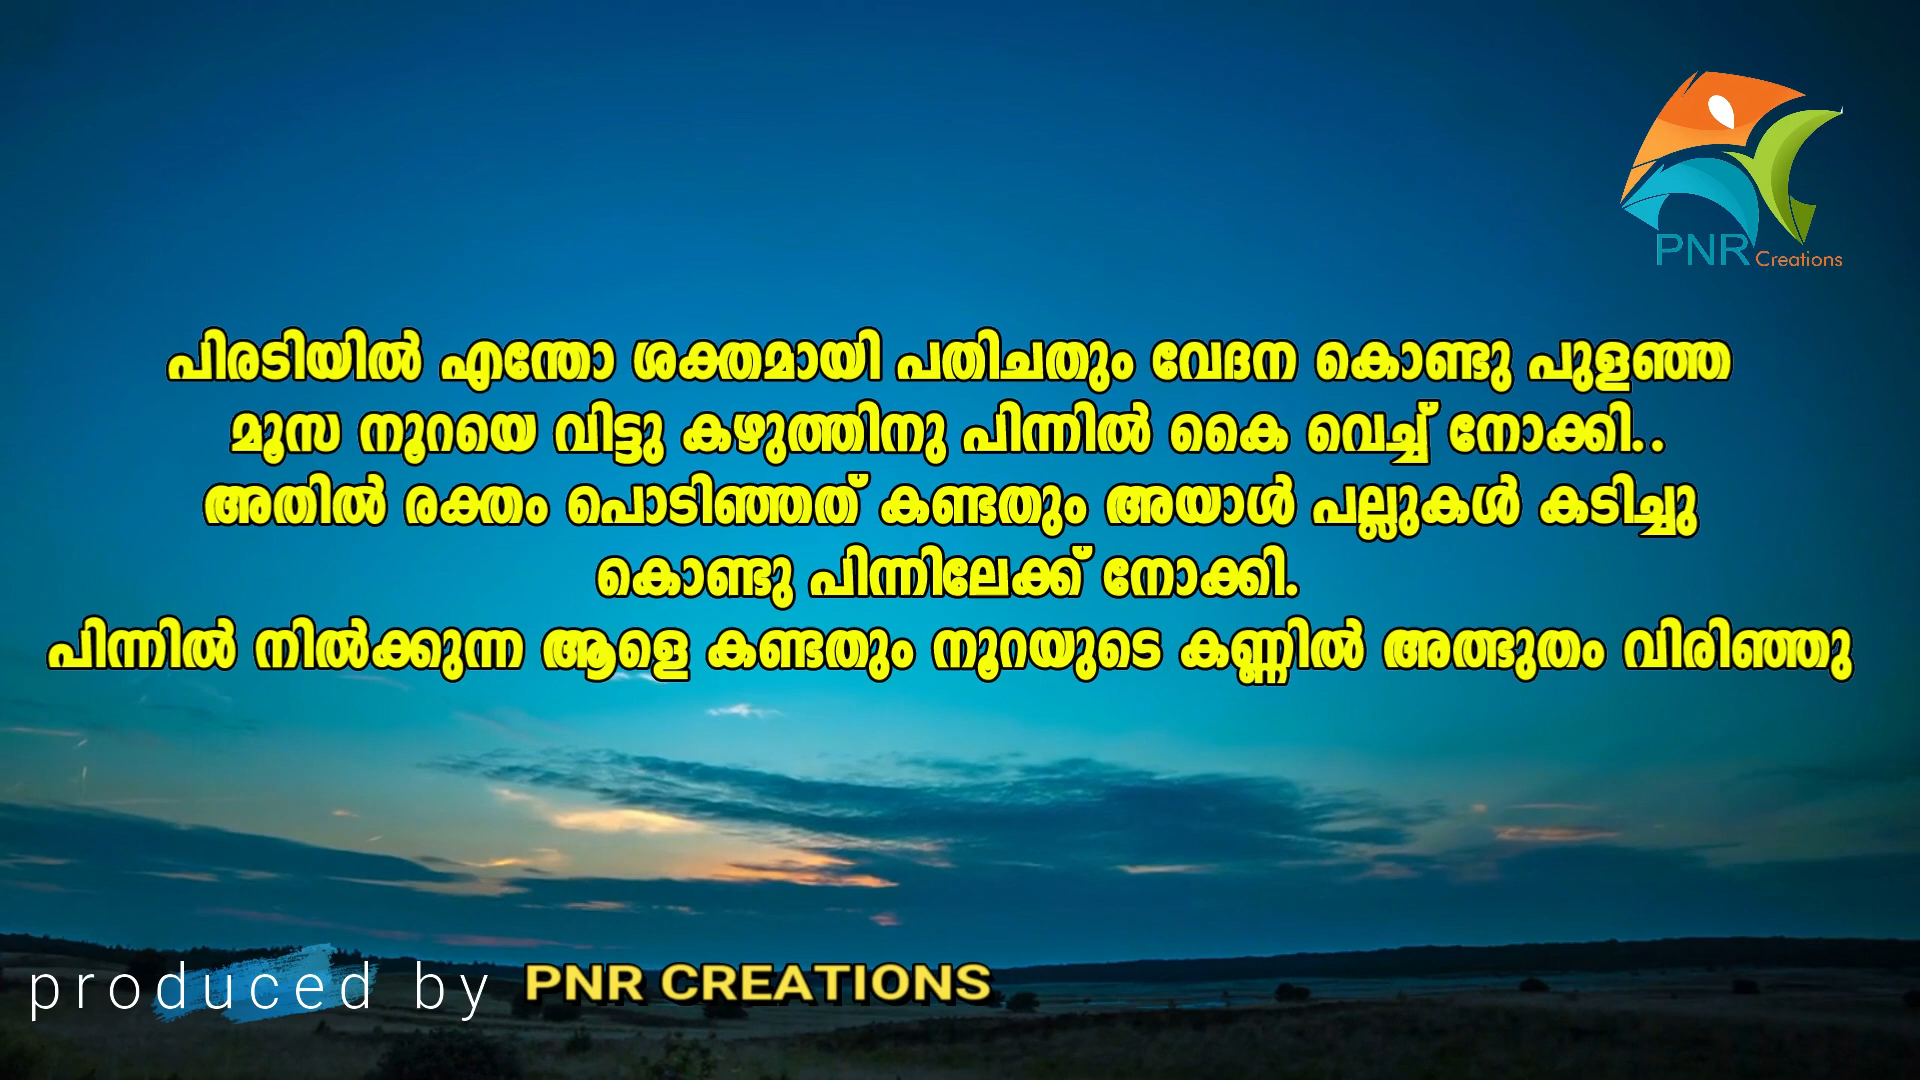 PNR Creations
പിരടിയിൽ എന്തോ ശക്തമായി പതിചതും വേദന കൊണ്ടു പുളഞ്ഞ
മൂസ നൂറയെ വിട്ടു കഴുത്തിനു പിന്നിൽ കൈ വെച്ച് നോക്കി..
അതിൽ രക്തം പൊടിഞ്ഞത് കണ്ടതും അയാൾ പല്ലുകൾ കടിച്ചു
കൊണ്ടു പിന്നിലേക്ക് നോക്കി.
പിന്നിൽ നിൽക്കുന്ന ആളെ കണ്ടതും നൂറയുടെ കണ്ണിൽ അത്ഭുതം വിരിഞ്ഞു
produced by PNR CREATIONS